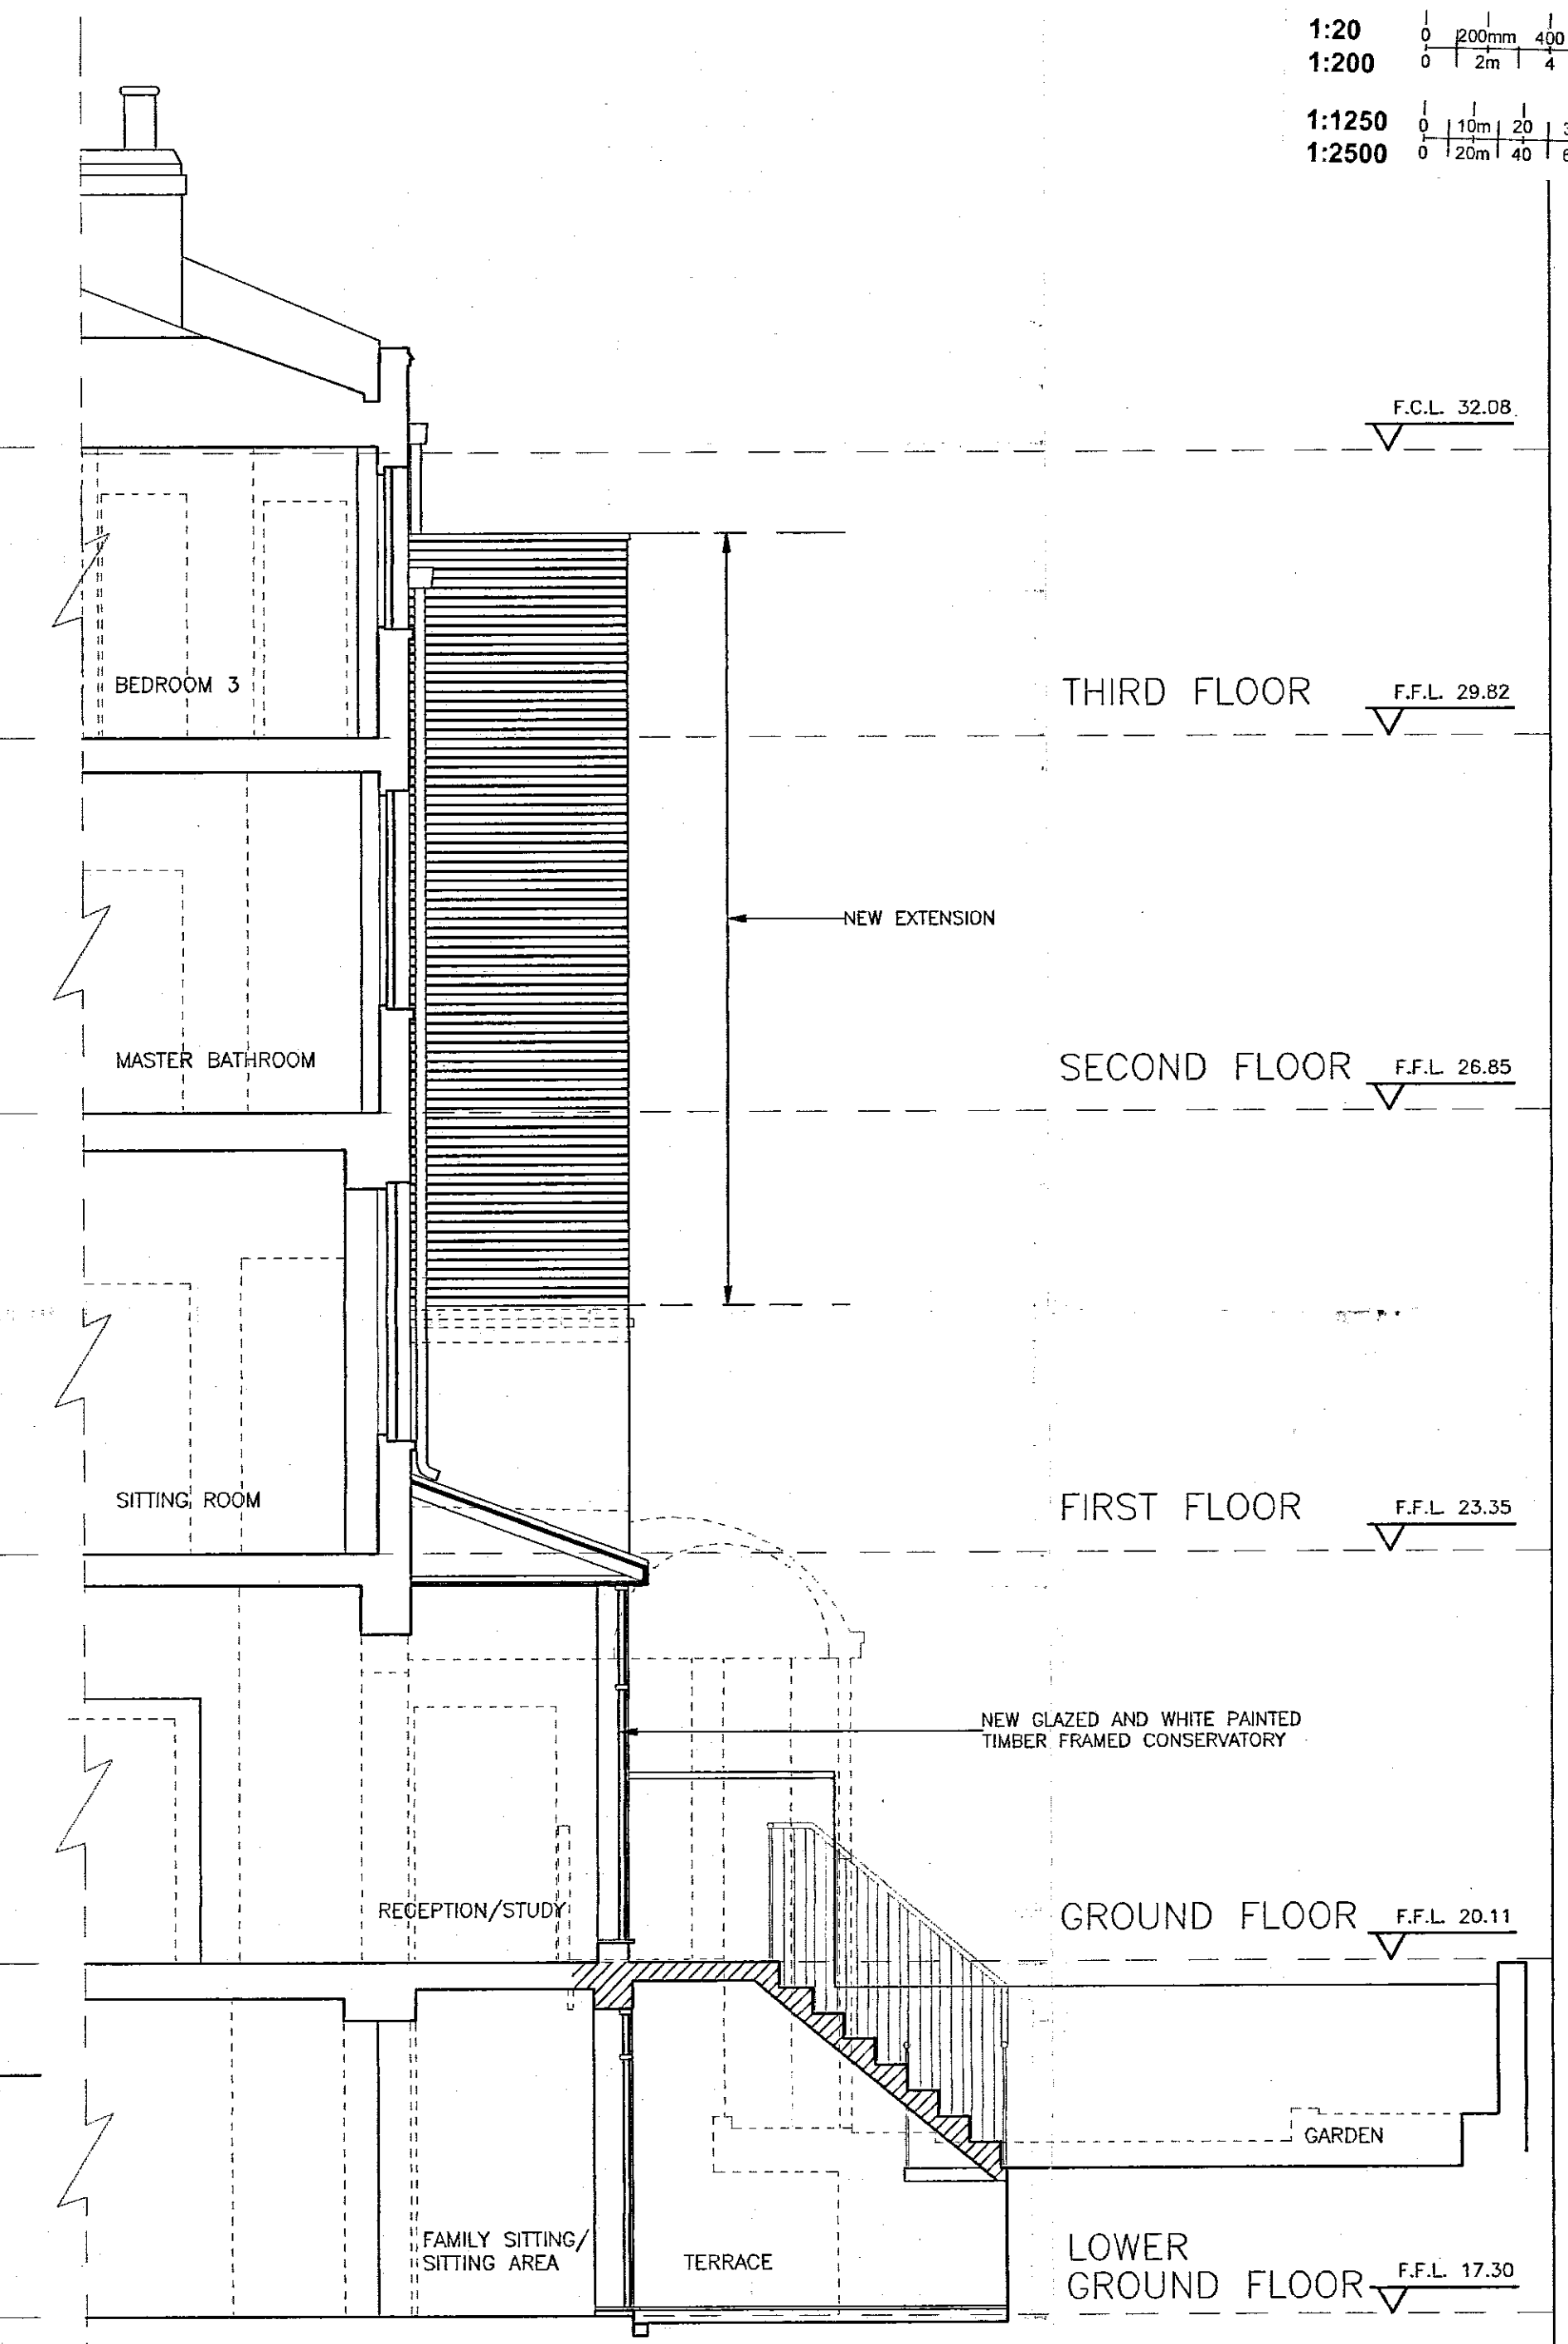 1:20 0 200mm 400
1:200 0 2m 4
1:1250 0 10m 20
1:2500 0 20m 40
F.C.L. 32.08
BEDROOM 3
THIRD FLOOR F.F.L. 29.82
NEW EXTENSION
MASTER BATHROOM
SECOND FLOOR F.F.L. 26.85
SITTING ROOM
FIRST FLOOR F.F.L. 23.35
NEW GLAZED AND WHITE PAINTED
TIMBER FRAMED CONSERVATORY
RECEPTION/STUDY
GROUND FLOOR F.F.L. 20.11
GARDEN
FAMILY SITTING/
SITTING AREA
TERRACE
LOWER
GROUND FLOOR F.F.L. 17.30